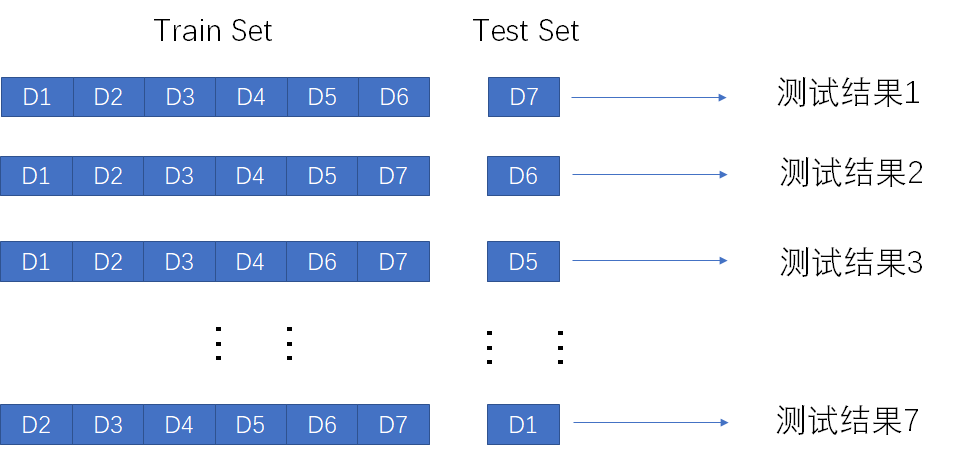 Train Set Test Set
D1 D2 D3 D4 D5 D6 D7 测试结果1
D1 D2 D3 D4 D5 D7 D6 测试结果2
D1 D2 D3 D4 D6 D7 D5 测试结果3
D2 D3 D4 D5 D6 D7 D1 测试结果7